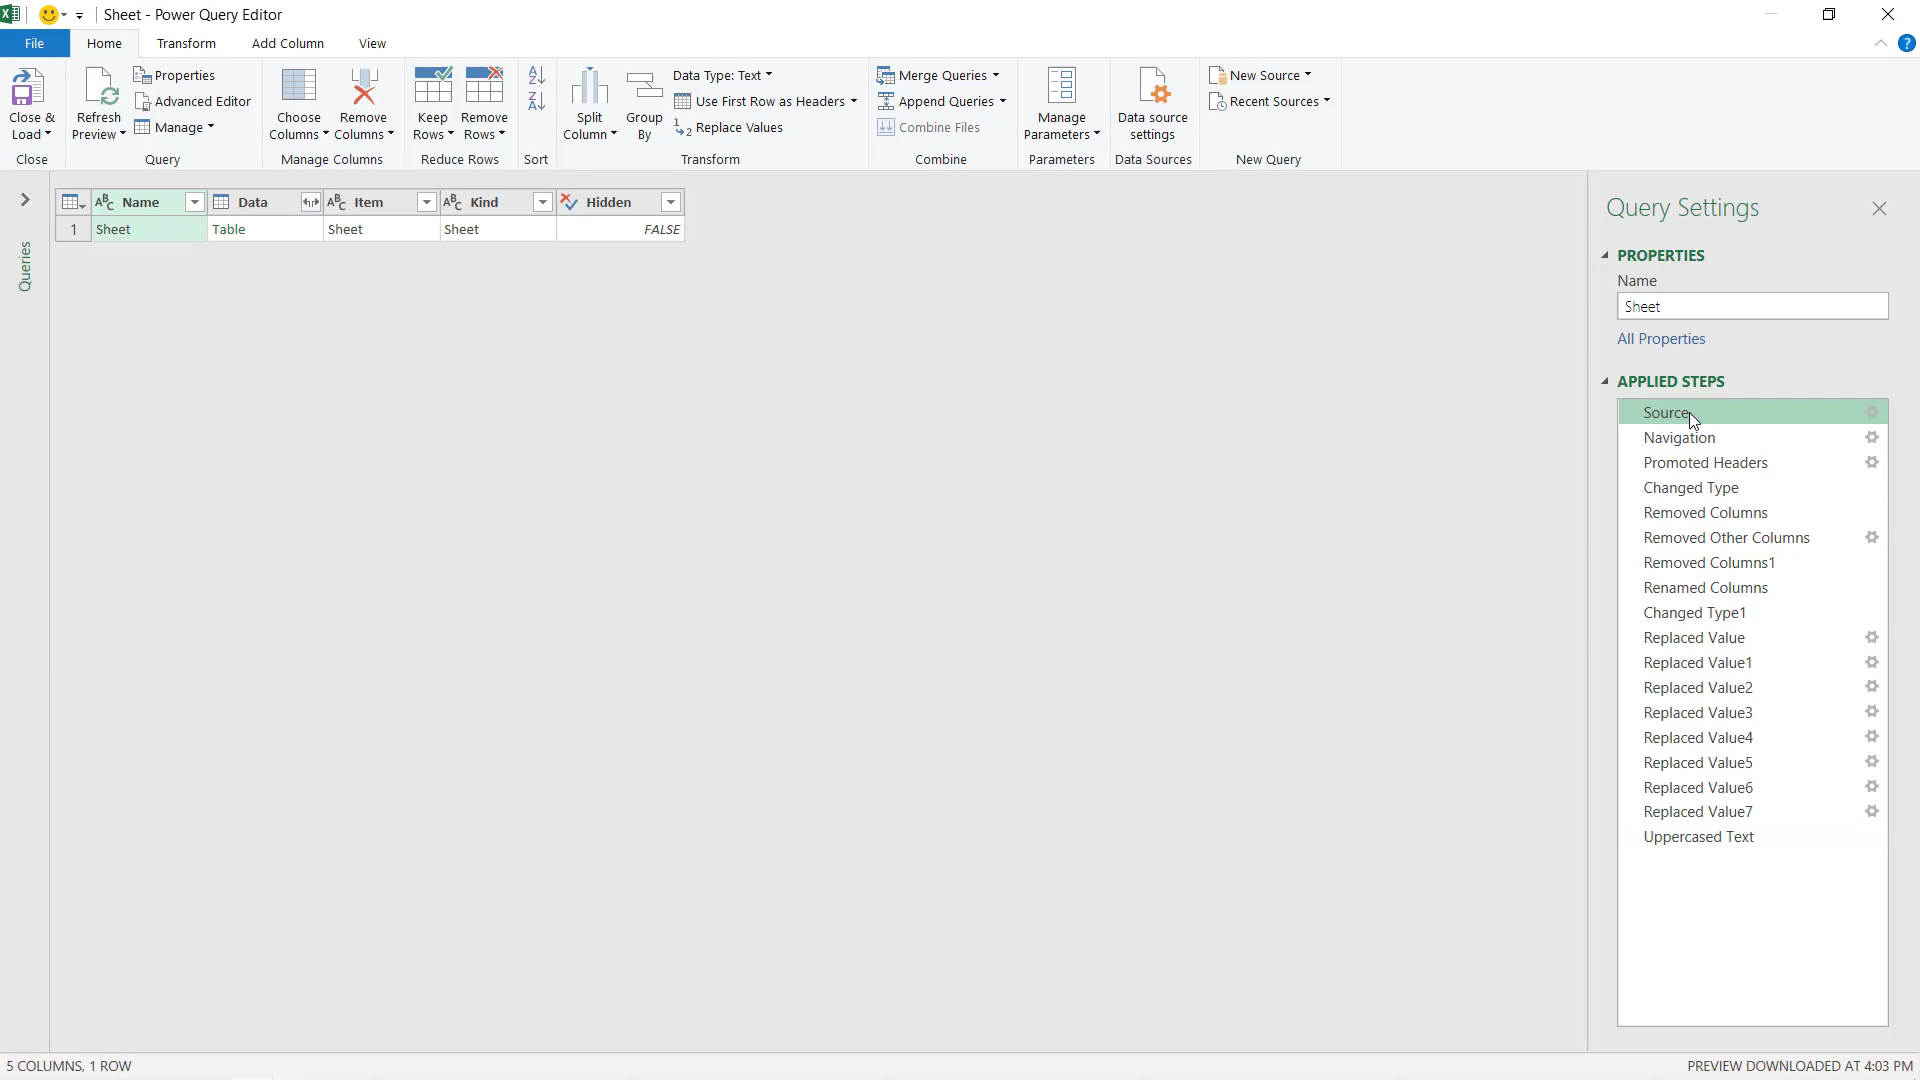 Sheet - Power Query Editor
File Home Transform Add Column View
Close & Load
Close
Refresh Preview
Properties
Advanced Editor
Manage
Query
Choose Columns
Remove Columns
Manage Columns
Keep Rows
Remove Rows
Reduce Rows
A Z
Z A
Sort
Split Column
Group By
Data Type: Text
Use First Row as Headers
1 2 Replace Values
Transform
Merge Queries
Append Queries
Combine Files
Combine
Manage Parameters
Parameters
Data source settings
Data Sources
New Source
Recent Sources
New Query
Queries
ABC Name Data ABC Item ABC Kind Hidden
1 Sheet Table Sheet Sheet FALSE
Query Settings
PROPERTIES
Name
Sheet
All Properties
APPLIED STEPS
Source
Navigation
Promoted Headers
Changed Type
Removed Columns
Removed Other Columns
Removed Columns1
Renamed Columns
Changed Type1
Replaced Value
Replaced Value1
Replaced Value2
Replaced Value3
Replaced Value4
Replaced Value5
Replaced Value6
Replaced Value7
Uppercased Text
5 COLUMNS, 1 ROW
PREVIEW DOWNLOADED AT 4:03 PM